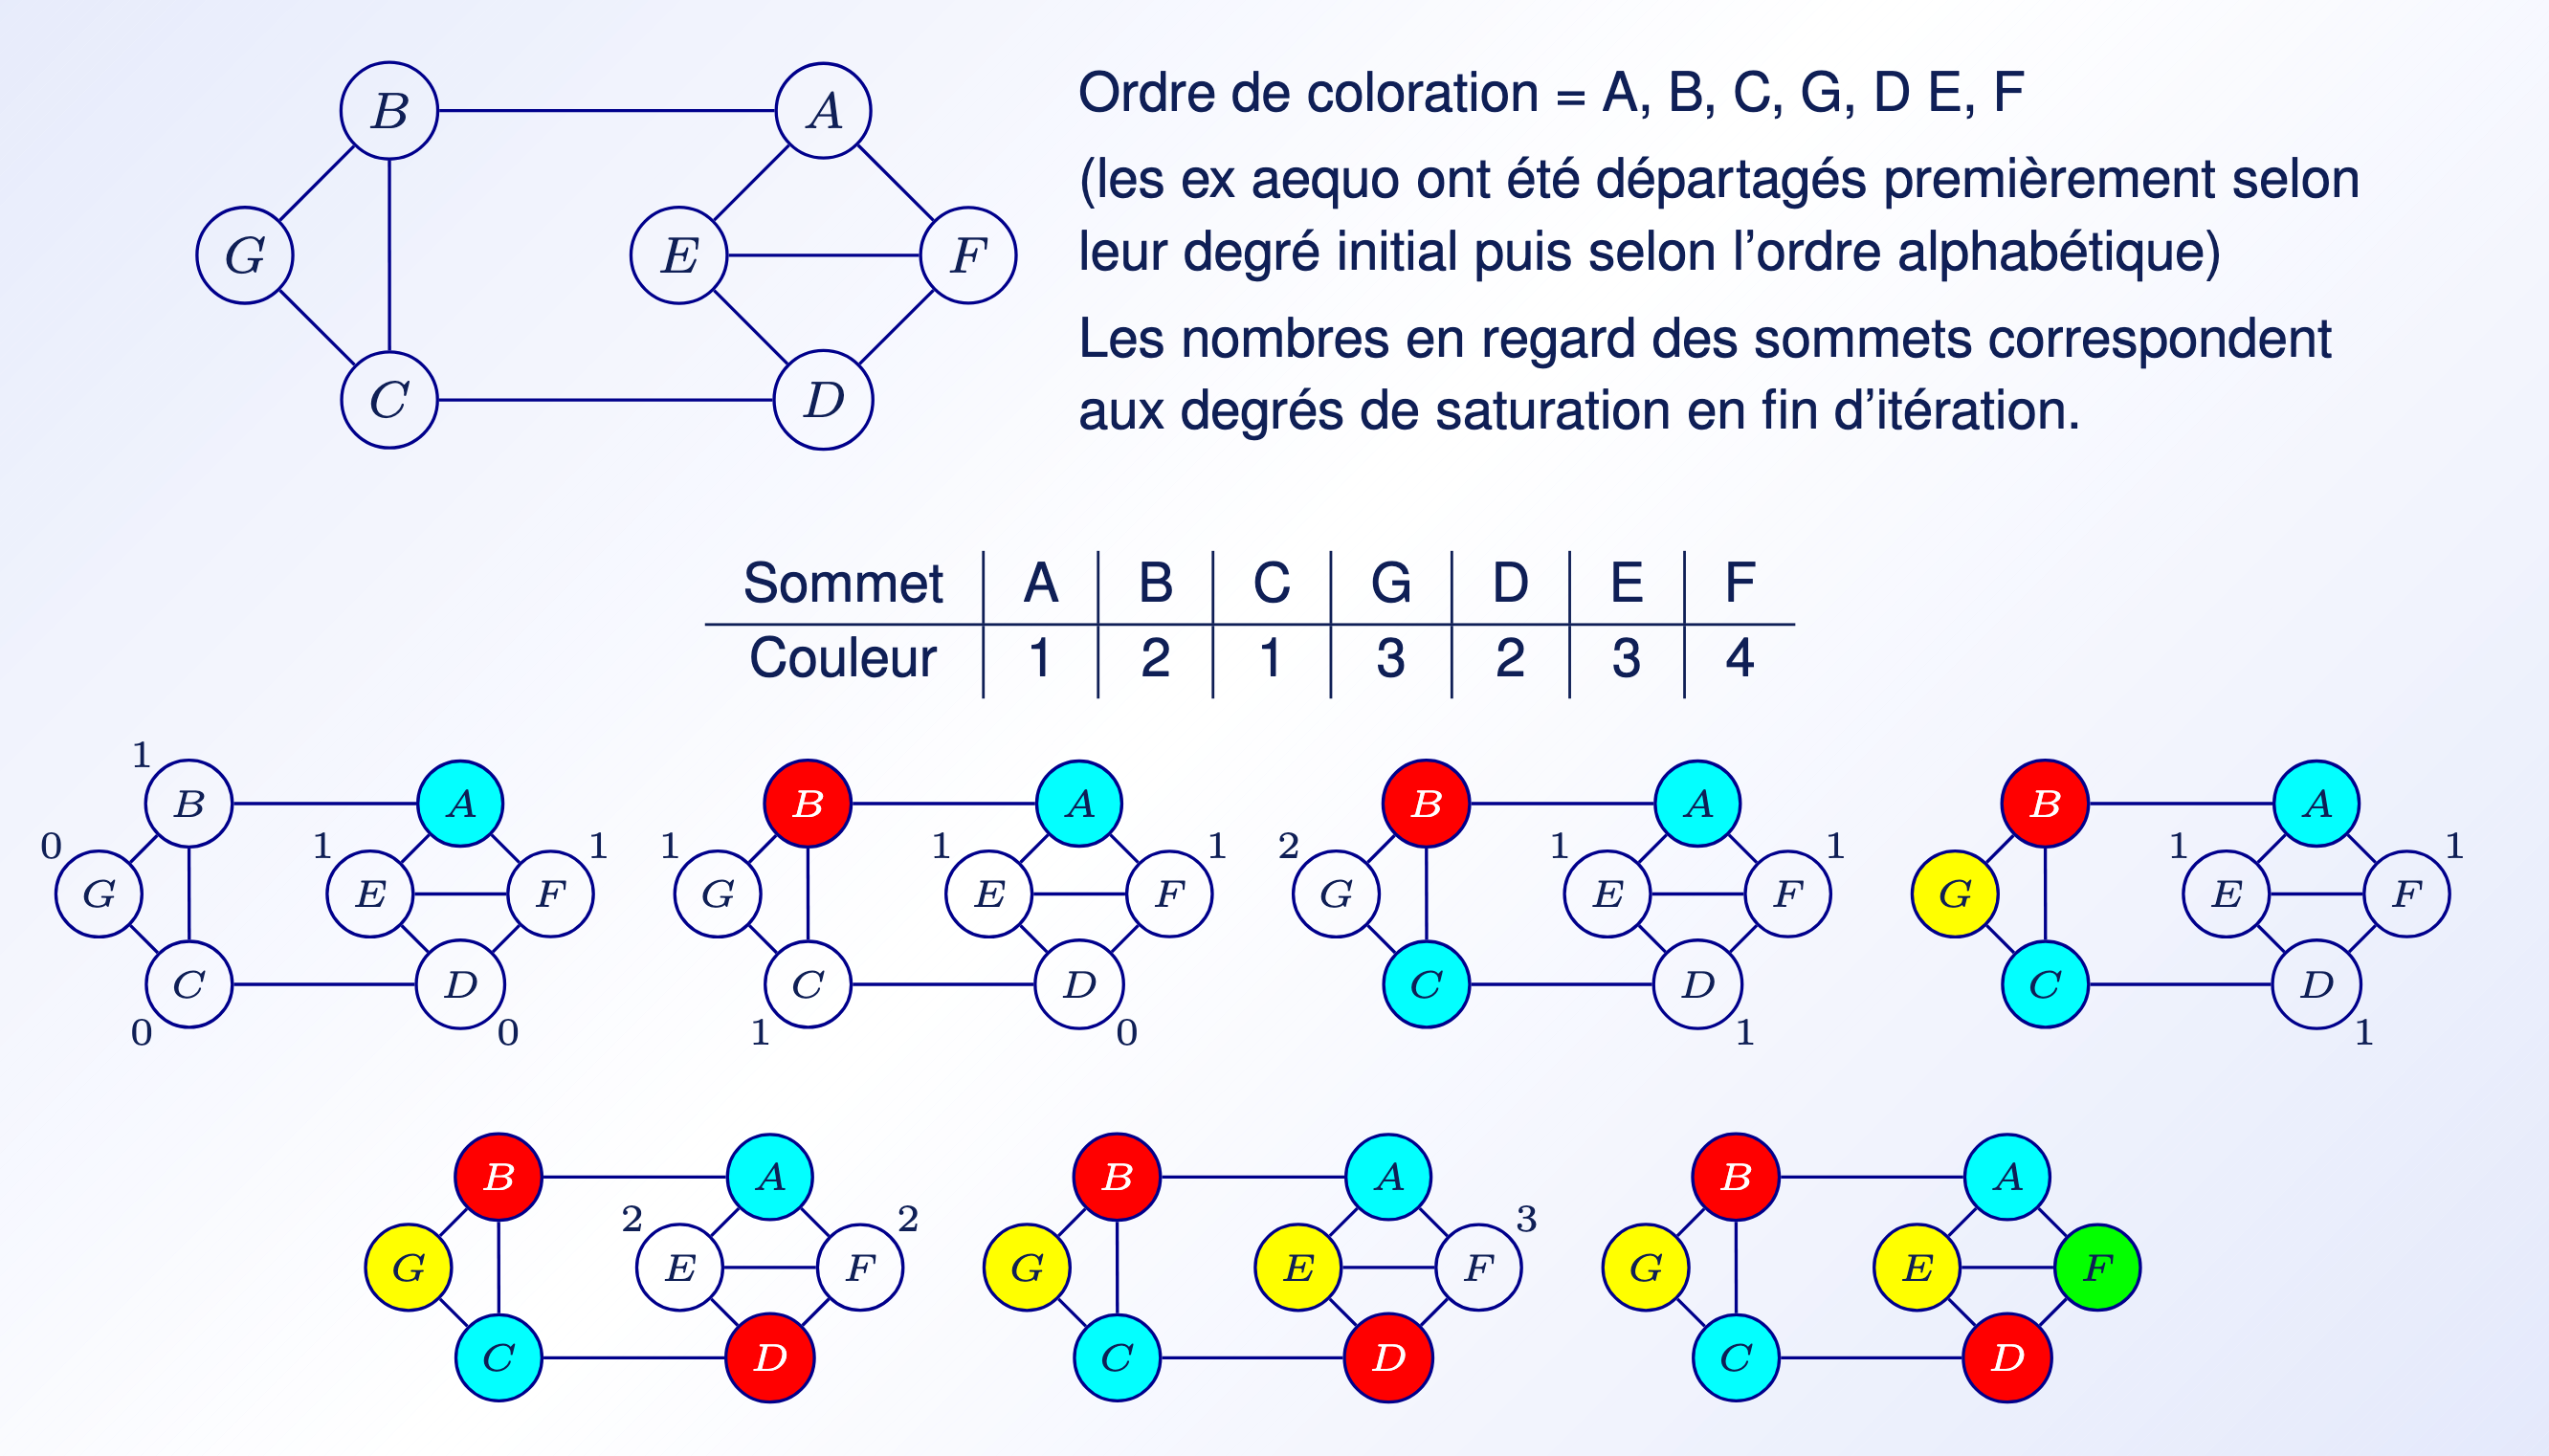 B A
G E F
C D
Ordre de coloration = A, B, C, G, D E, F
(les ex aequo ont été départagés premièrement selon
leur degré initial puis selon l'ordre alphabétique)
Les nombres en regard des sommets correspondent
aux degrés de saturation en fin d'itération.
Sommet A B C G D E F
Couleur 1 2 1 3 2 3 4
1
B A B A B A B A
0 1 1 1 1 1 2 1 1 1 1
G E F G E F G E F G E F
C D C D C D C D
0 0 1 0 1 1
B A B A B A
2 2 3
G E F G E F G E F
C D C D C D